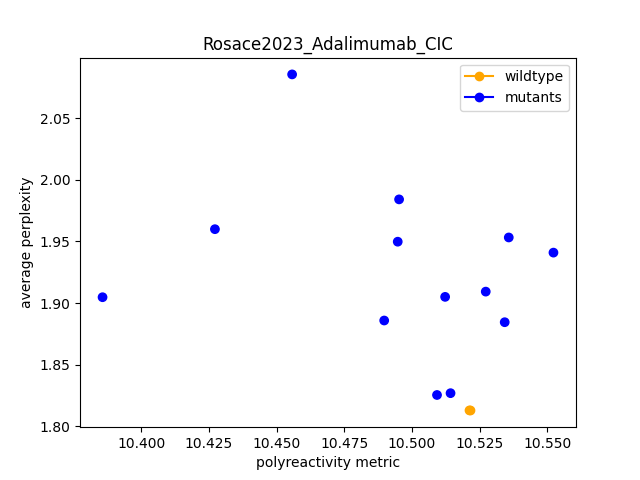 Rosace2023_Adalimumab_CIC
wildtype
mutants
average perplexity
2.05
2.00
1.95
1.90
1.85
1.80
10.400 10.425 10.450 10.475 10.500 10.525 10.550
polyreactivity metric